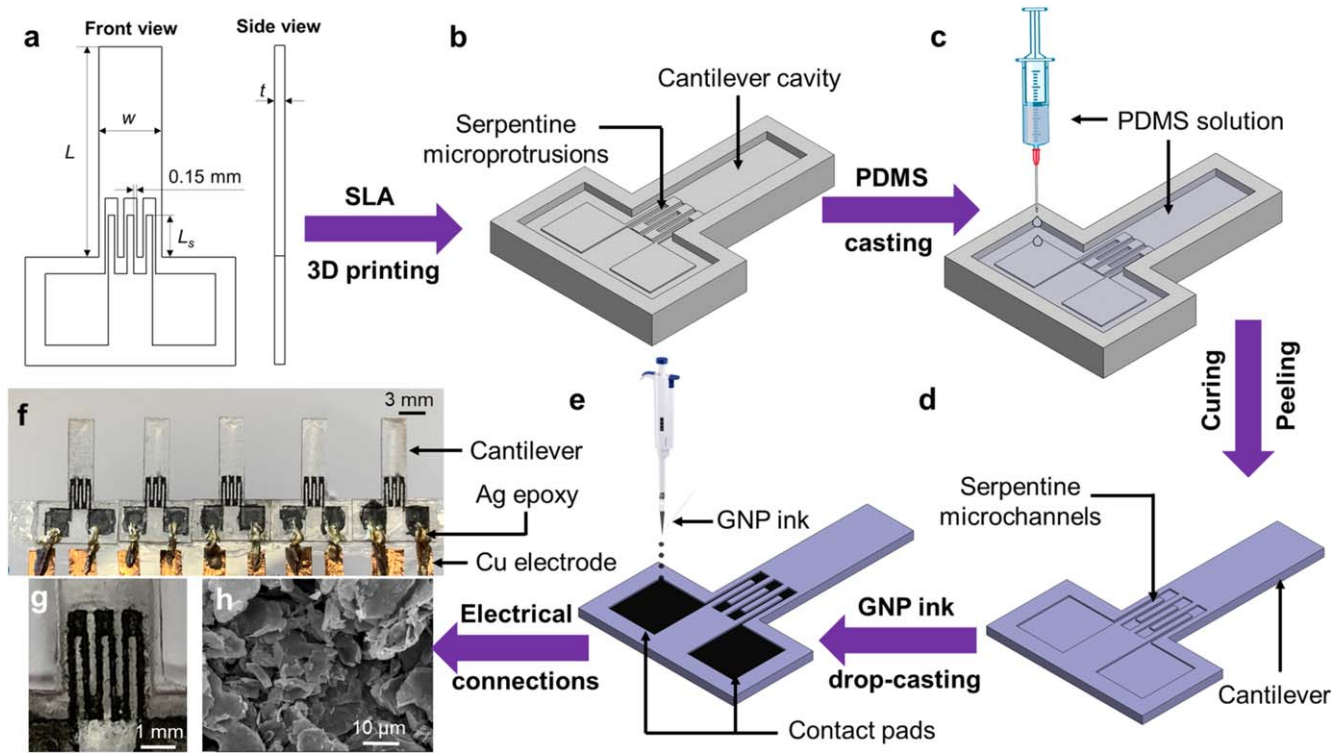 a
Front view
Side view
L
w
t
0.15 mm
Ls
SLA
3D printing
b
Serpentine
microprotrusions
Cantilever cavity
PDMS
casting
c
PDMS solution
Curing
Peeling
d
Serpentine
microchannels
Cantilever
GNP ink
drop-casting
e
GNP ink
Contact pads
Electrical
connections
f
3 mm
Cantilever
Ag epoxy
Cu electrode
g
1 mm
h
10 µm